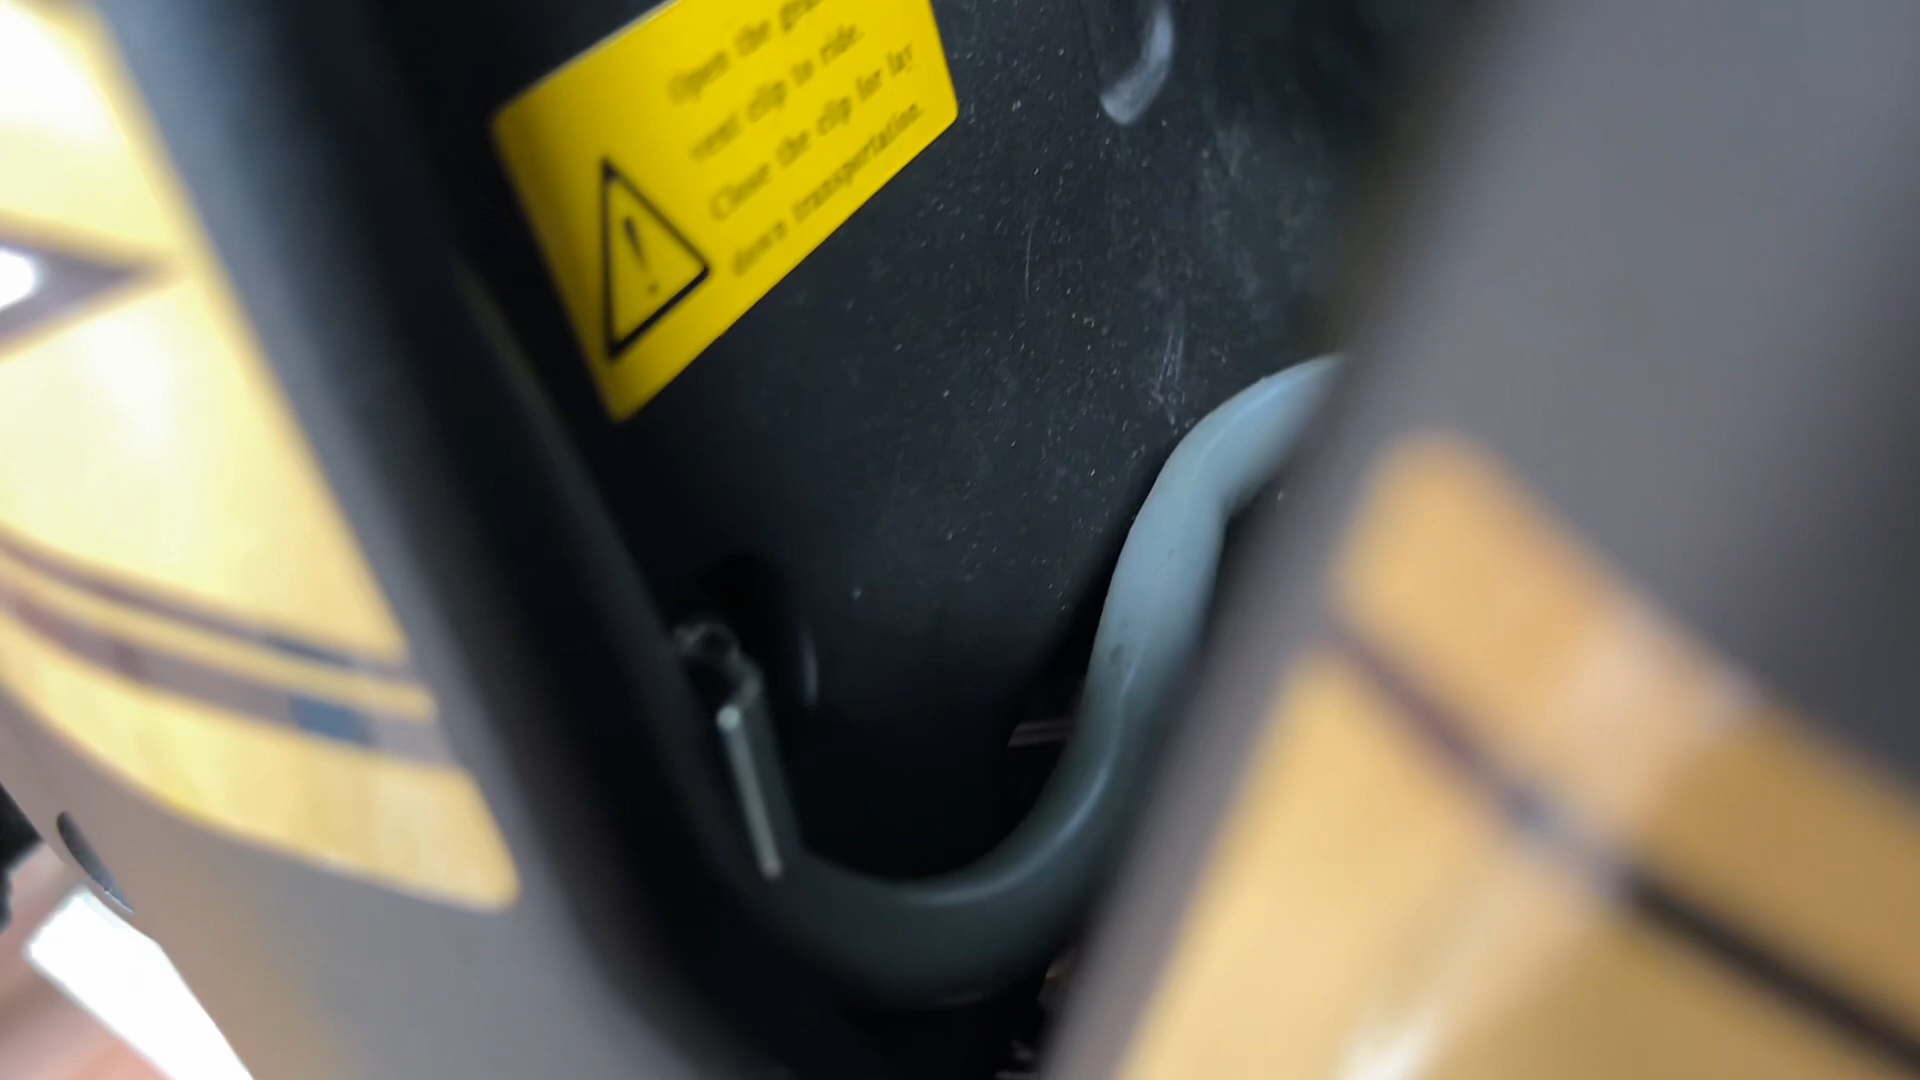 Open the
vent clip to ride.
Close the clip for lay
down transportation.